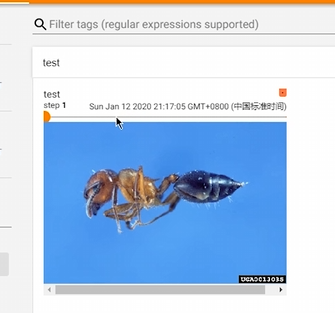 Filter tags (regular expressions supported)
test
test
step 1
Sun Jan 12 2020 21:17:05 GMT+0800 (中国标准时间)